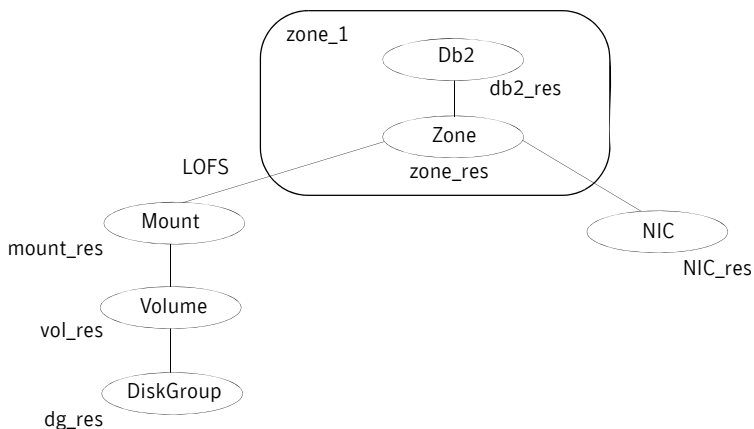 zone_1
Db2
db2_res
Zone
zone_res
LOFS
Mount
mount_res
NIC
NIC_res
Volume
vol_res
DiskGroup
dg_res